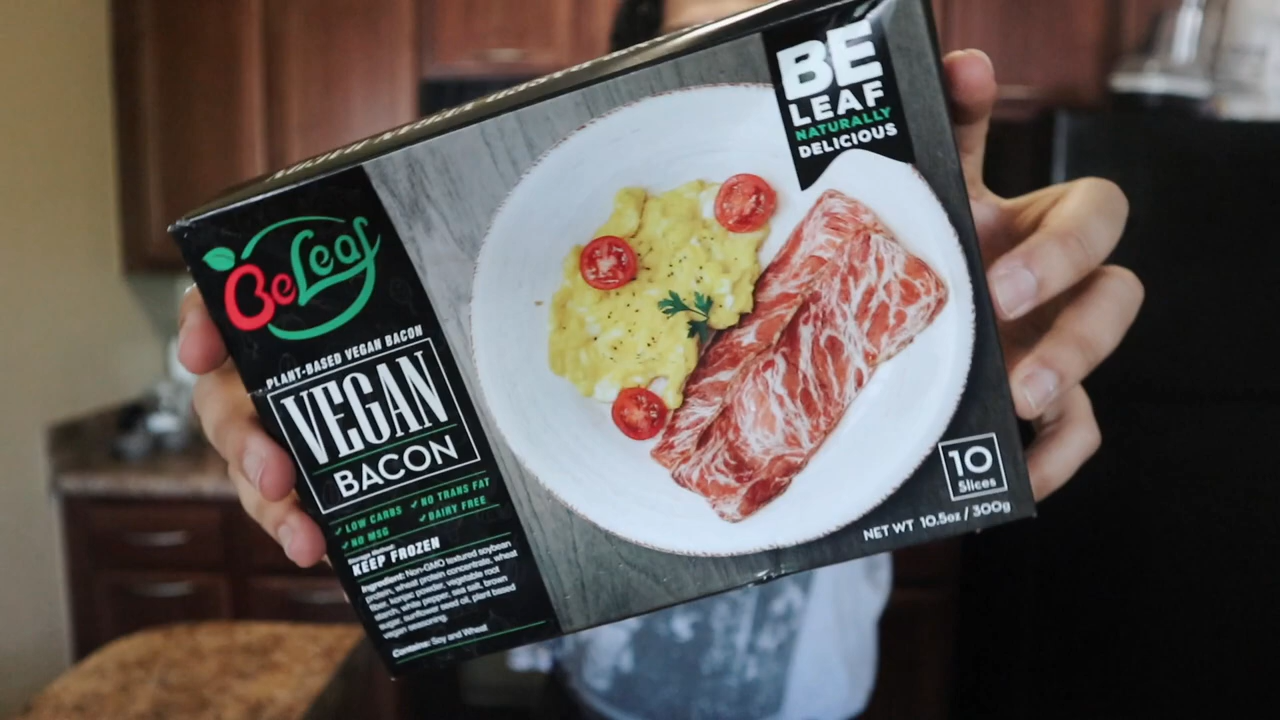 BeLeaf
PLANT-BASED VEGAN BACON
VEGAN
BACON
✓ LOW CARBS ✓ NO TRANS FAT
✓ NO MSG ✓ DAIRY FREE
Storage Method:
KEEP FROZEN
Ingredient: Non-GMO textured soybean
protein, wheat protein concentrate, wheat
fiber, konjac powder, vegetable root
starch, white pepper, sea salt, brown
sugar, sunflower seed oil, plant based
vegan seasoning.
Contains: Soy and Wheat
BE
LEAF
NATURALLY
DELICIOUS
10
Slices
NET WT 10.5oz / 300g